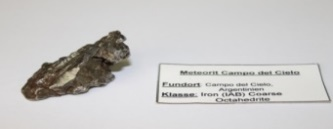 Meteorit Campo del Cielo
Fundort: Campo del Cielo,
Argentinien
Klasse: Iron (IAB) Coarse
Octahedrite